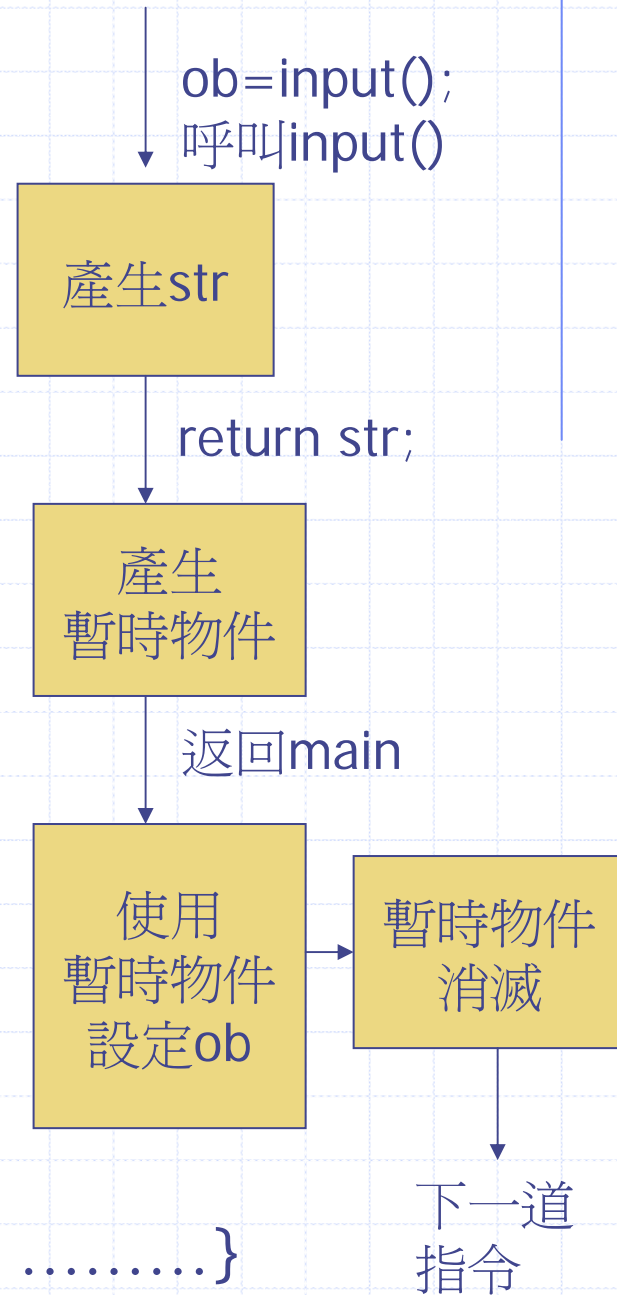 ob=input();
呼叫input()
產生str
return str;
產生
暫時物件
返回main
使用
暫時物件
設定ob
暫時物件
消滅
下一道
指令
.........}